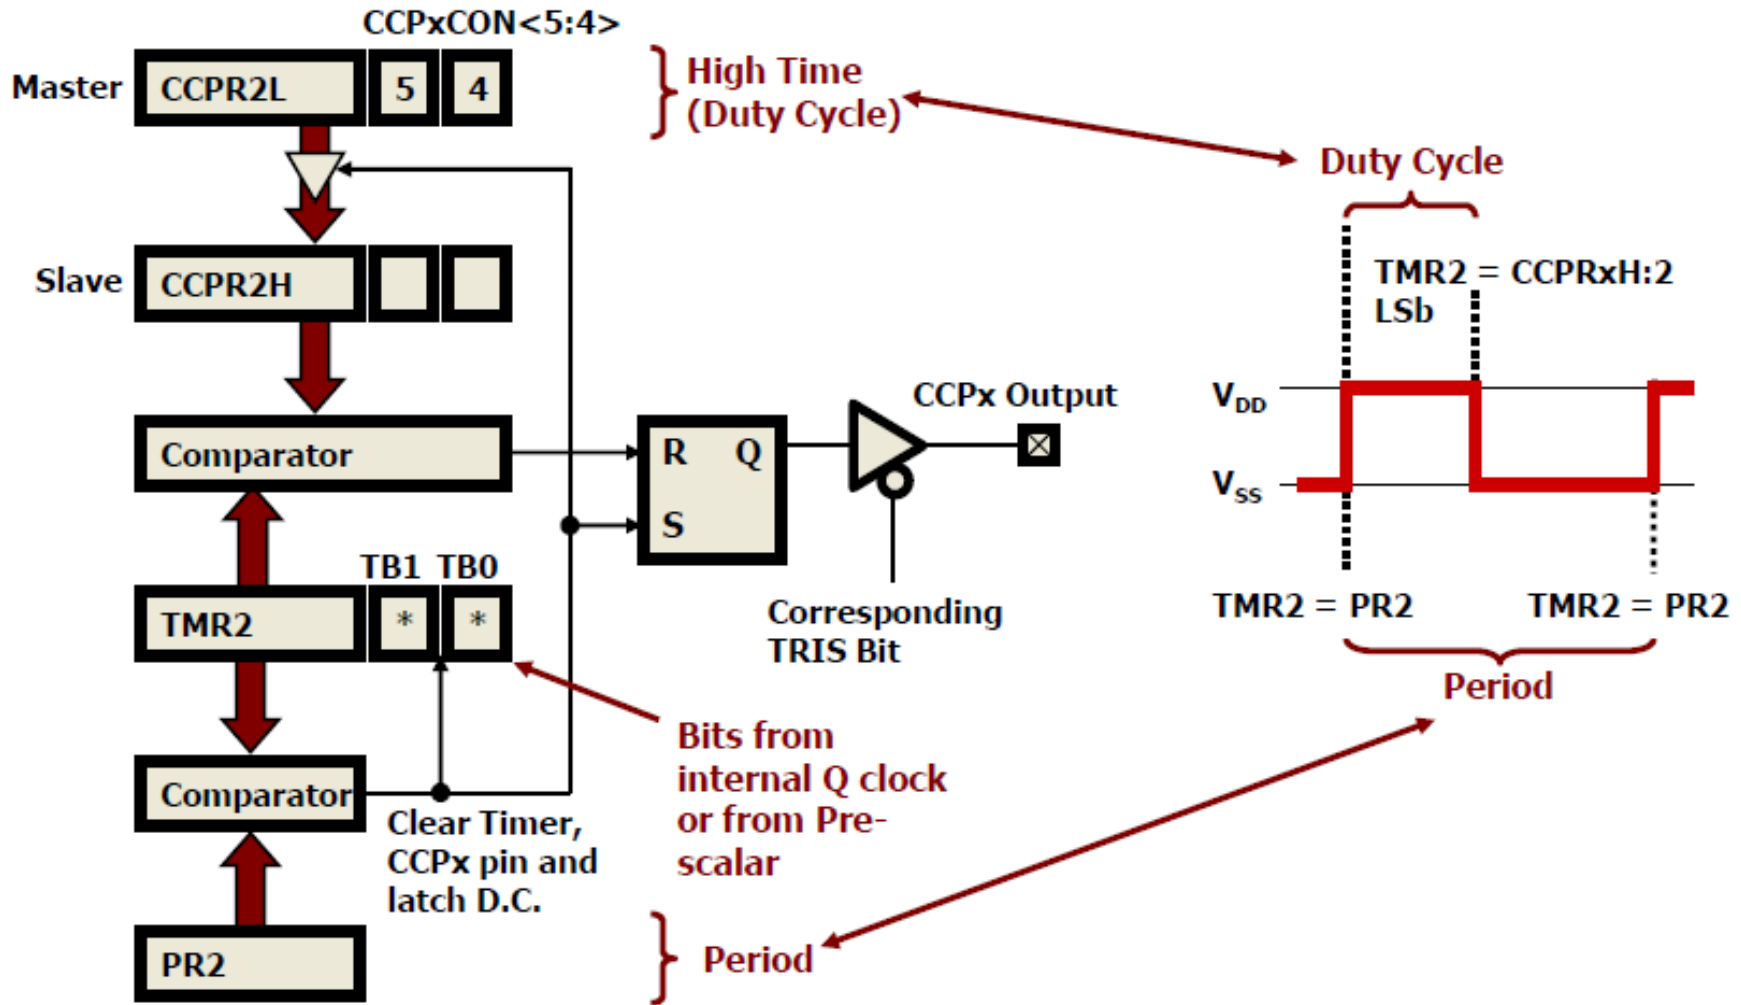 CCPxCON<5:4>
Master
CCPR2L
5
4
High Time
(Duty Cycle)
Duty Cycle
Slave
CCPR2H
TMR2 = CCPRxH:2
LSb
CCPx Output
VDD
VSS
Comparator
R
Q
S
TB1 TB0
TMR2
*
*
Corresponding
TRIS Bit
TMR2 = PR2
TMR2 = PR2
Period
Bits from
internal Q clock
or from Pre-
scalar
Comparator
Clear Timer,
CCPx pin and
latch D.C.
PR2
Period